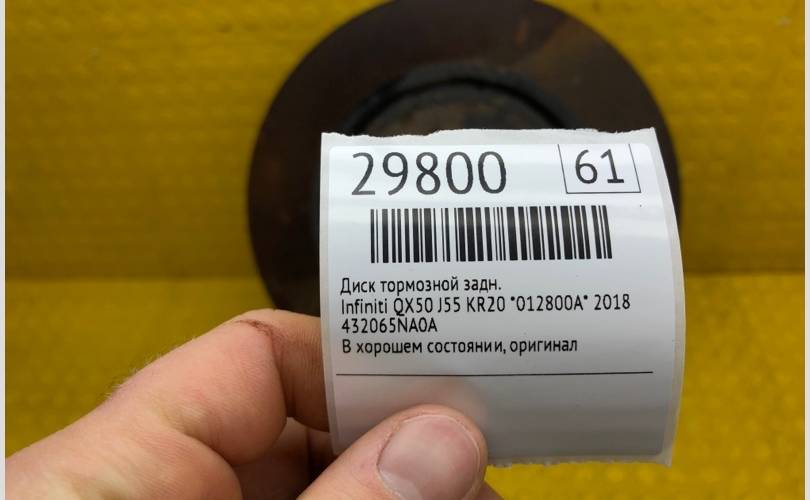 29800 61
Диск тормозной задн.
Infiniti QX50 J55 KR20 *012800A* 2018
432065NA0A
В хорошем состоянии, оригинал